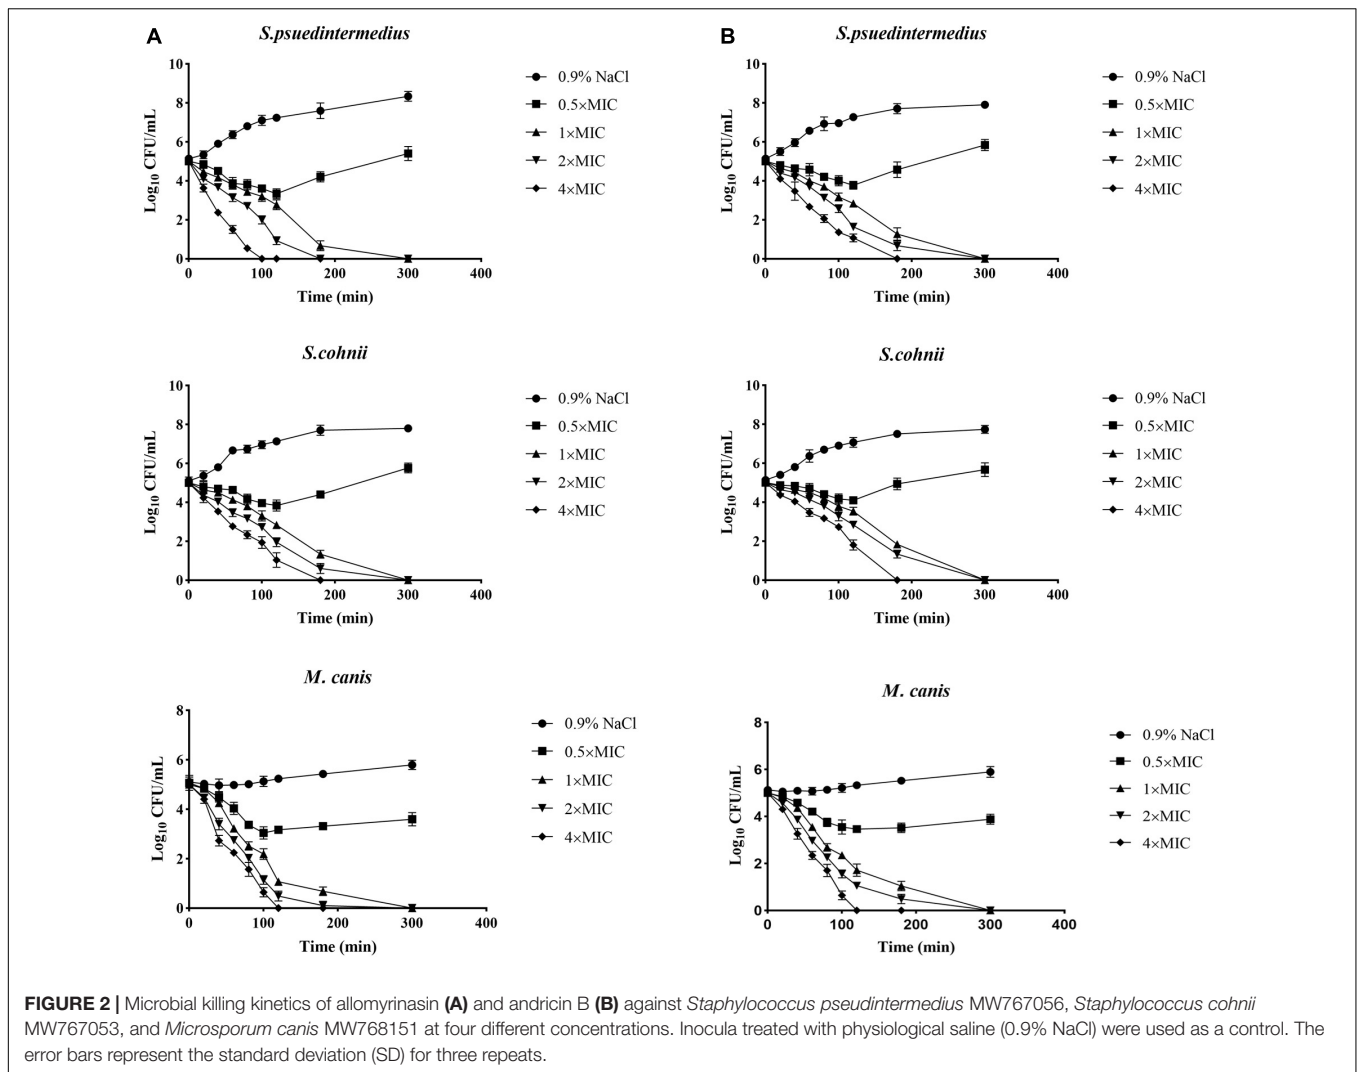 A
S.psuedintermedius
Log10 CFU/mL
10
8
6
4
2
0
0 100 200 300 400
Time (min)
0.9% NaCl
0.5×MIC
1×MIC
2×MIC
4×MIC
B
S.psuedintermedius
Log10 CFU/mL
10
8
6
4
2
0
0 100 200 300 400
Time (min)
0.9% NaCl
0.5×MIC
1×MIC
2×MIC
4×MIC
S.cohnii
Log10 CFU/mL
10
8
6
4
2
0
0 100 200 300 400
Time (min)
0.9% NaCl
0.5×MIC
1×MIC
2×MIC
4×MIC
S.cohnii
Log10 CFU/mL
10
8
6
4
2
0
0 100 200 300 400
Time (min)
0.9% NaCl
0.5×MIC
1×MIC
2×MIC
4×MIC
M. canis
Log10 CFU/mL
8
6
4
2
0
0 100 200 300 400
Time (min)
0.9% NaCl
0.5×MIC
1×MIC
2×MIC
4×MIC
M. canis
Log10 CFU/mL
8
6
4
2
0
0 100 200 300 400
Time (min)
0.9% NaCl
0.5×MIC
1×MIC
2×MIC
4×MIC
FIGURE 2 | Microbial killing kinetics of allomyrinasin (A) and andricin B (B) against Staphylococcus pseudintermedius MW767056, Staphylococcus cohnii
MW767053, and Microsporum canis MW768151 at four different concentrations. Inocula treated with physiological saline (0.9% NaCl) were used as a control. The
error bars represent the standard deviation (SD) for three repeats.